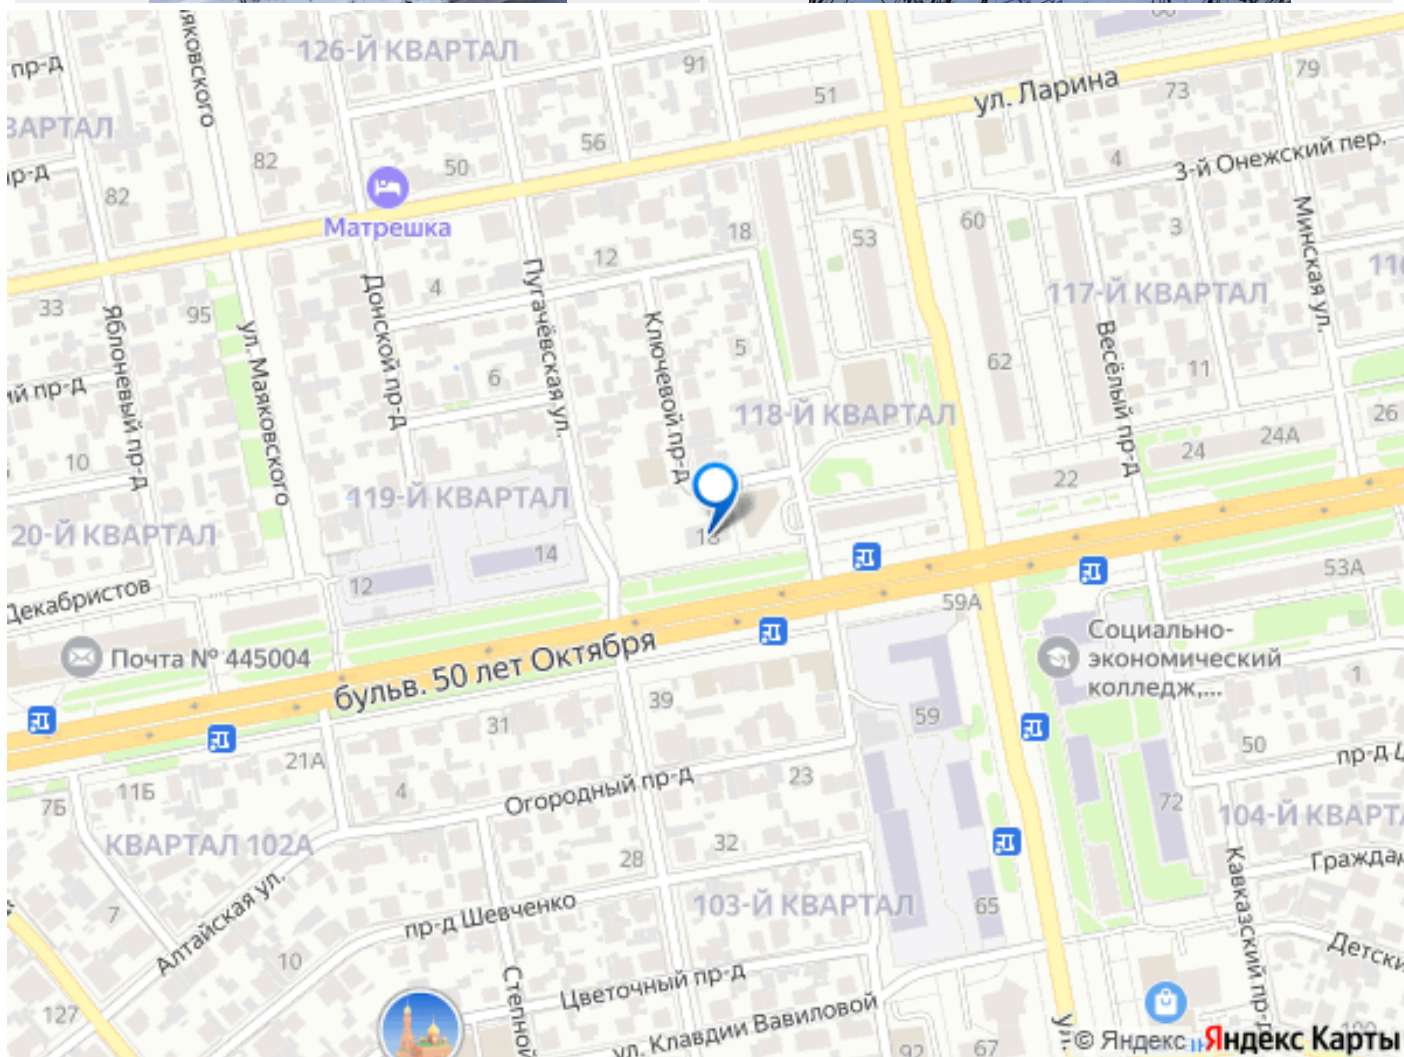 126-Й КВАРТАЛ
пр-д
91
79
51
73
ул. Ларина
56
82
50
4
3-й Онежский пер.
82
Матрешка
18
53
60
3
12
Минская ул.
4
117-Й КВАРТАЛ
33
95
Яблоневый пр-д
ул. Маяковского
Донской пр-д
Пугачёвская ул.
Ключевой пр-д
5
62
Весёлый пр-д
11
6
118-Й КВАРТАЛ
26
24А
24
10
22
119-Й КВАРТАЛ
14
12
53А
59А
Почта № 445004
бульв. 50 лет Октября
Социально-
экономический
колледж,...
1
39
59
31
21А
50
23
4
Огородный пр-д
11Б
7Б
72
КВАРТАЛ 102А
32
28
7
Алтайская ул.
пр-д Шевченко
103-Й КВАРТАЛ
65
Кавказский пр-д
10
Цветочный пр-д
127
ул. Клавдии Вавиловой
92
67
© Яндекс
Яндекс Карты